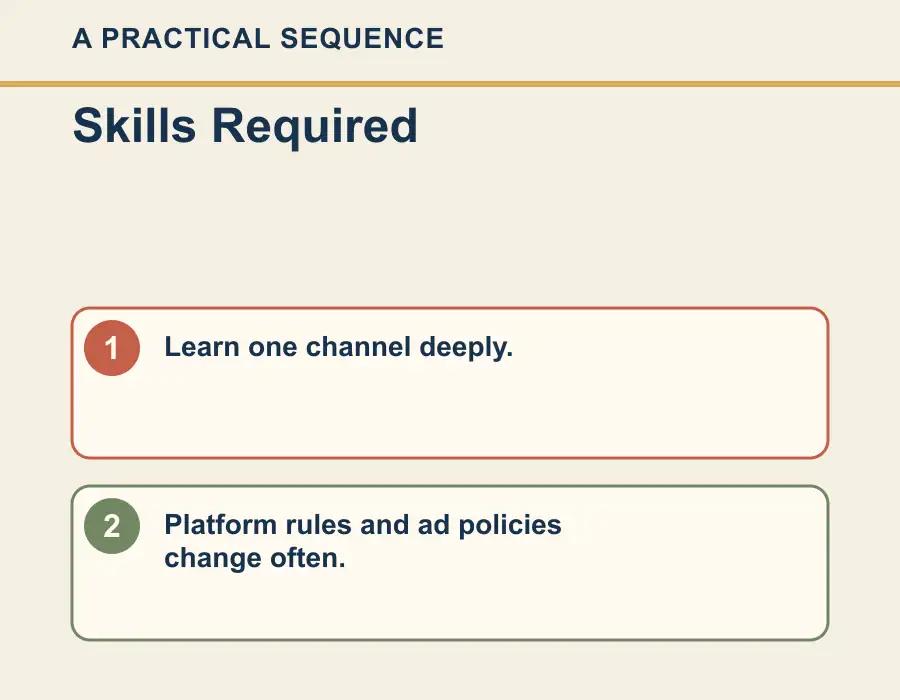 A PRACTICAL SEQUENCE
Skills Required
1
Learn one channel deeply.
2
Platform rules and ad policies
change often.